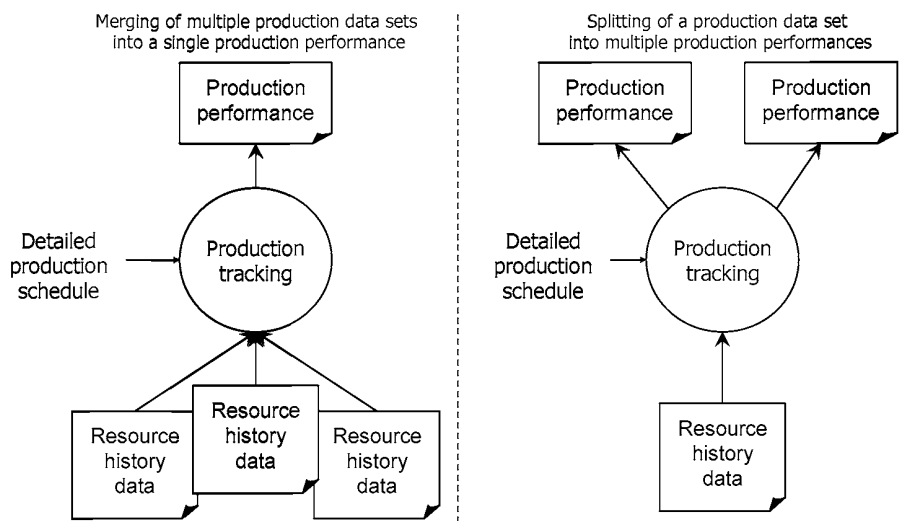 Merging of multiple production data sets
into a single production performance
Production
performance
Detailed
production
schedule
Production
tracking
Resource
history
data
Resource
history
data
Resource
history
data
Splitting of a production data set
into multiple production performances
Production
performance
Production
performance
Detailed
production
schedule
Production
tracking
Resource
history
data